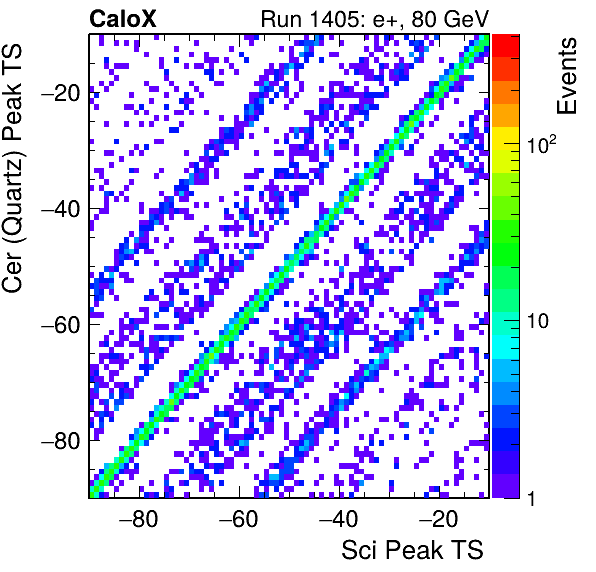 CaloX Run 1405: e+, 80 GeV
Cer (Quartz) Peak TS
−20
−40
−60
−80
−80 −60 −40 −20
Sci Peak TS
Events
10²
10
1